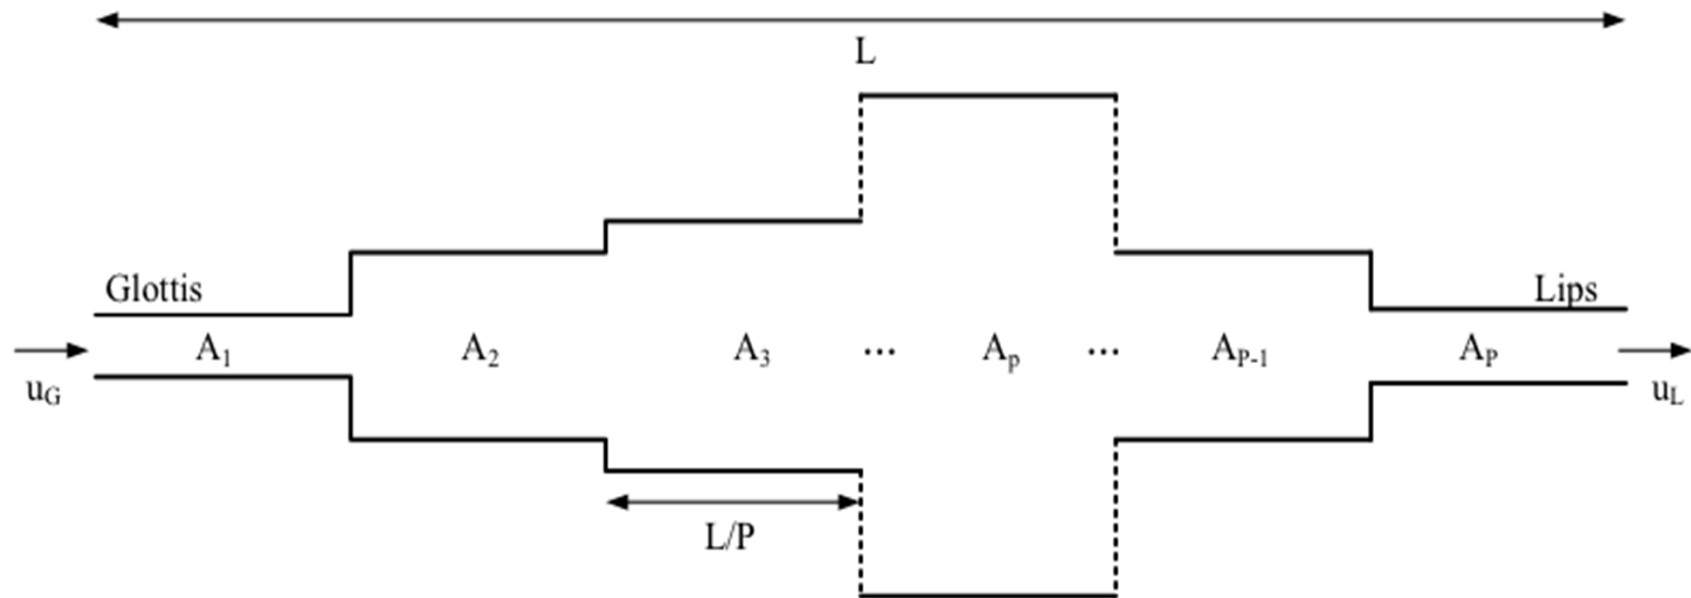 L
Glottis
Lips
A1 A2 A3 ... Ap ... AP-1 AP
uG
uL
L/P